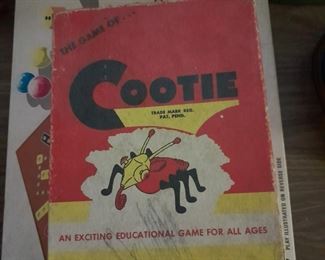 THE GAME OF...
COOTIE
TRADE MARK REG.
PAT. PEND.
AN EXCITING EDUCATIONAL GAME FOR ALL AGES
PLAY ILLUSTRATED ON REVERSE SIDE